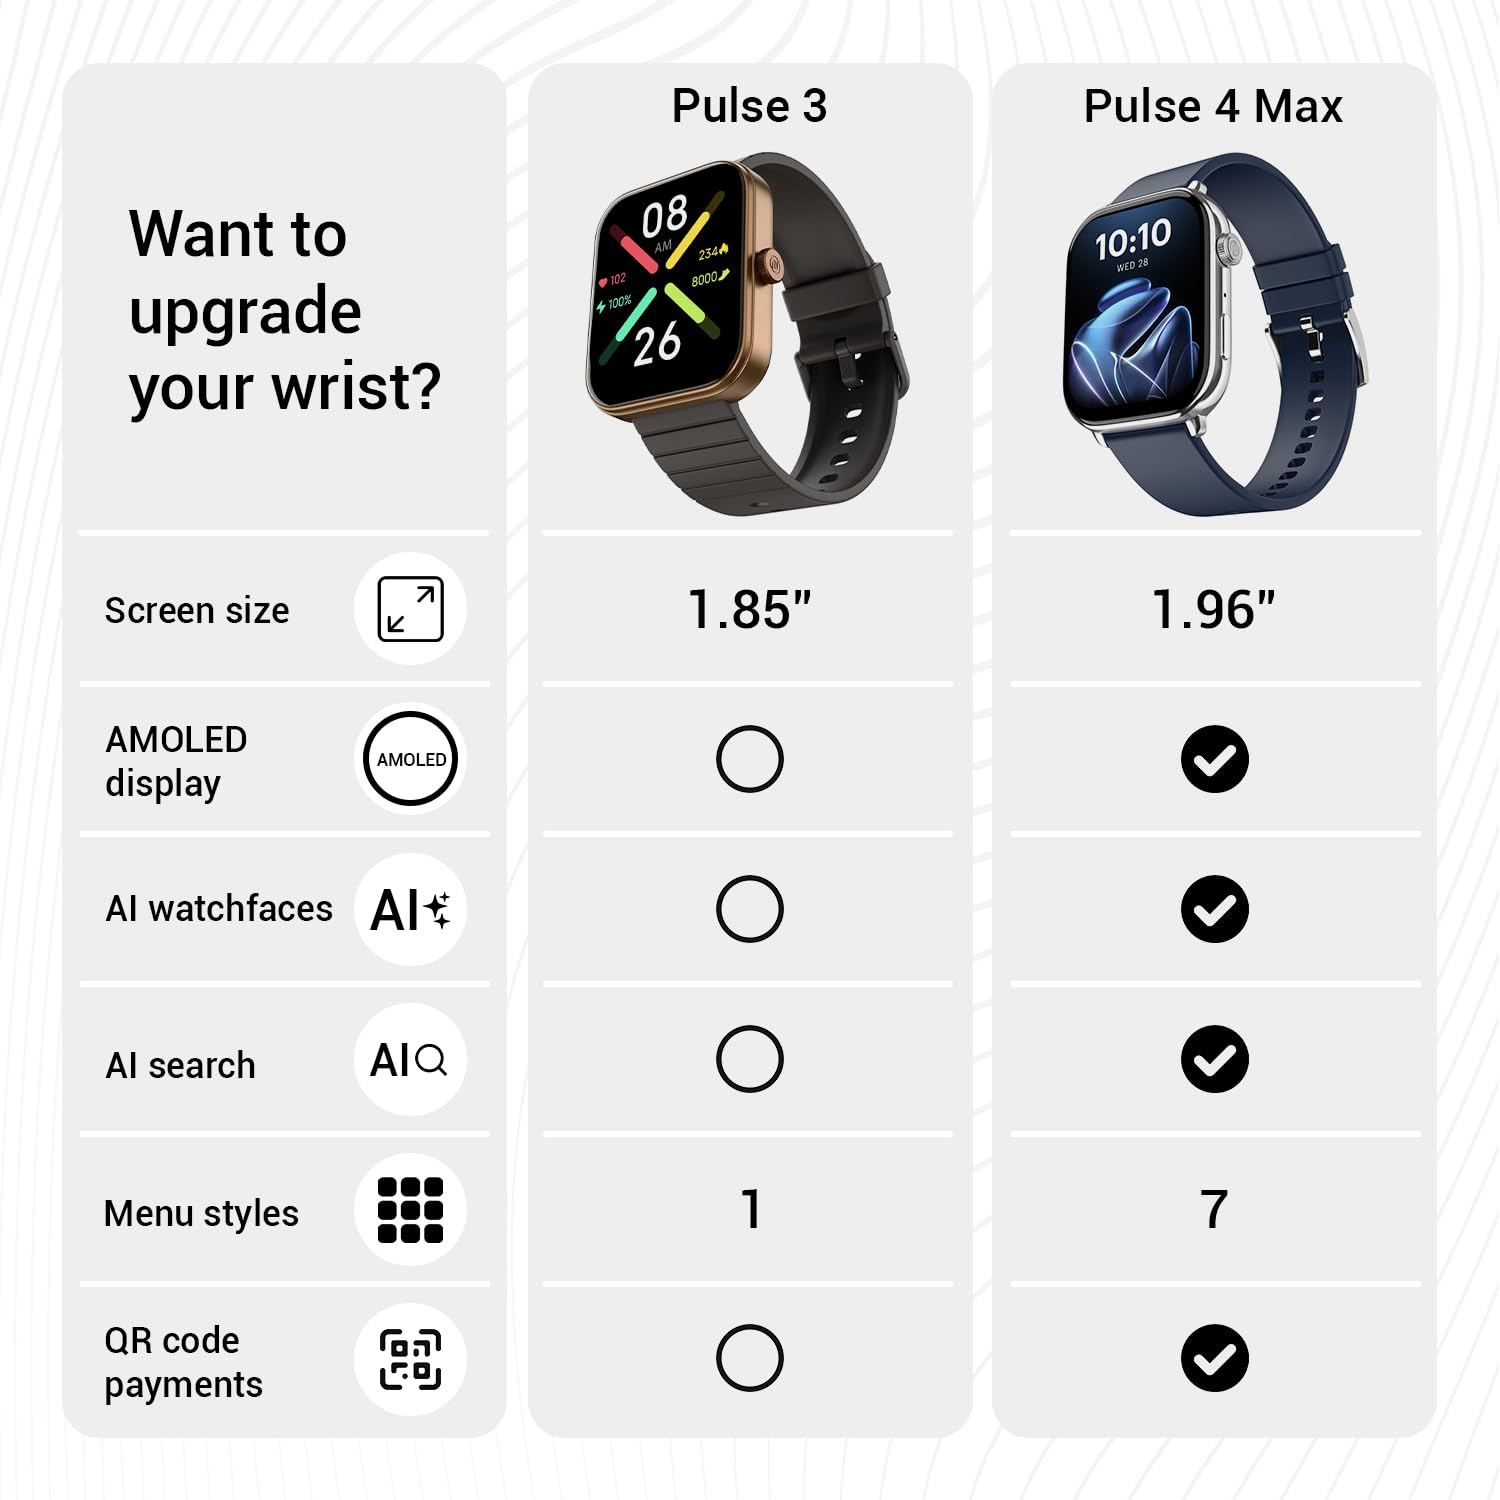 Pulse 3
Pulse 4 Max
Want to
upgrade
your wrist?
08
AM
102
234
100%
8000
26
10:10
WED 28
Screen size
1.85"
1.96"
AMOLED
display
AMOLED
AI watchfaces
AI
AI search
AI
Menu styles
1
7
QR code
payments